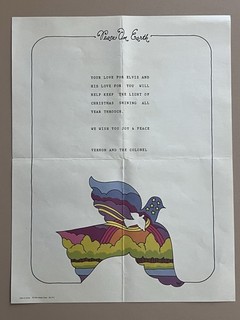 Peace On Earth
YOUR LOVE FOR ELVIS AND
HIS LOVE FOR YOU WILL
HELP KEEP THE LIGHT OF
CHRISTMAS SHINING ALL
YEAR THROUGH.
WE WISH YOU JOY & PEACE
VERNON AND THE COLONEL